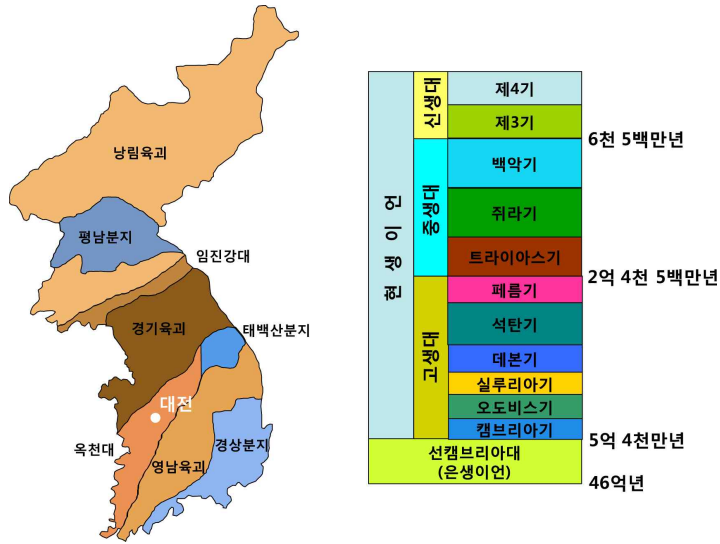 낭림육괴
평남분지
임진강대
경기육괴
태백산분지
대전
옥천대
영남육괴
경상분지
현생이언
신생대
제4기
제3기
6천 5백만년
중생대
백악기
쥐라기
트라이아스기
2억 4천 5백만년
고생대
페름기
석탄기
데본기
실루리아기
오도비스기
캠브리아기
5억 4천만년
선캠브리아대
(은생이언)
46억년